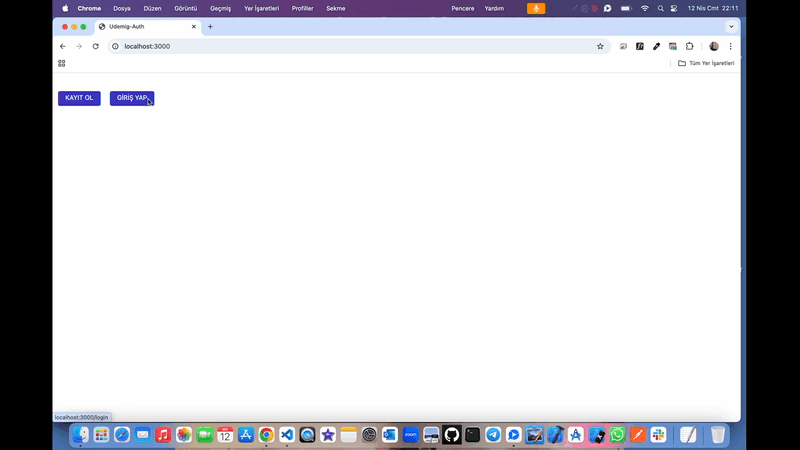 Chrome Dosya Düzen Görüntü Geçmiş Yer İşaretleri Profiller Sekme Pencere Yardım 12 Nis Cmt 22:11
Udemig-Auth
localhost:3000
Tüm Yer İşaretleri
KAYIT OL GİRİŞ YAP
localhost:3000/login
12
zoom